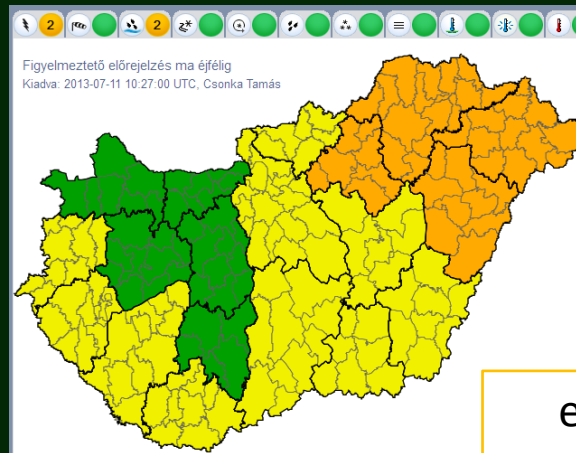 2 2
Figyelmeztető előrejelzés ma éjfélig
Kiadva: 2013-07-11 10:27:00 UTC, Csonka Tamás
e